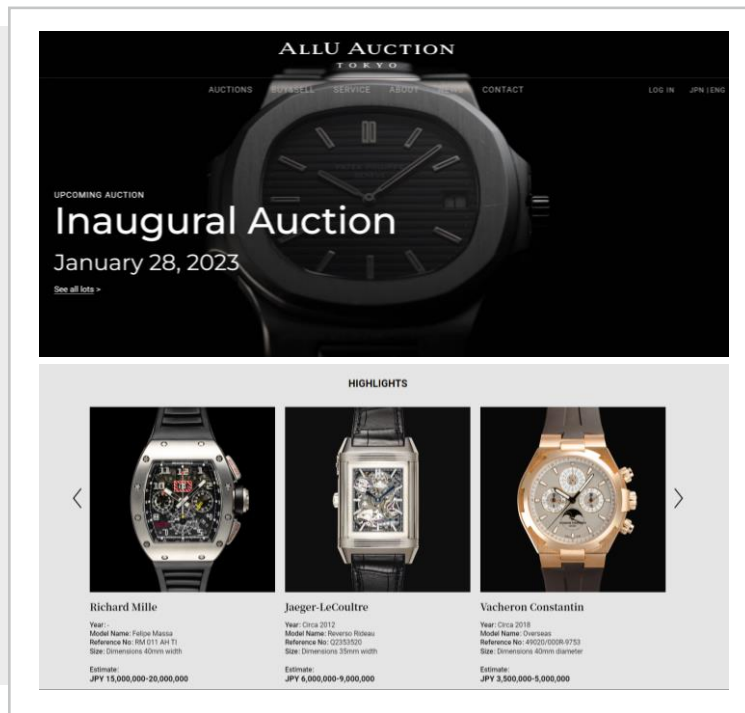 ALLU AUCTION
TOKYO
AUCTIONS BUY&SELL SERVICE ABOUT NEWS CONTACT LOG IN JPN | ENG
UPCOMING AUCTION
Inaugural Auction
January 28, 2023
See all lots >
HIGHLIGHTS
Richard Mille
Year: -
Model Name: Felipe Massa
Reference No: RM 011 AH TI
Size: Dimensions 40mm width
Estimate:
JPY 15,000,000-20,000,000
Jaeger-LeCoultre
Year: Circa 2012
Model Name: Reverso Rideau
Reference No: Q2353520
Size: Dimensions 35mm width
Estimate:
JPY 6,000,000-9,000,000
Vacheron Constantin
Year: Circa 2018
Model Name: Overseas
Reference No: 49020/000R-9753
Size: Dimensions 40mm diameter
Estimate:
JPY 3,500,000-5,000,000